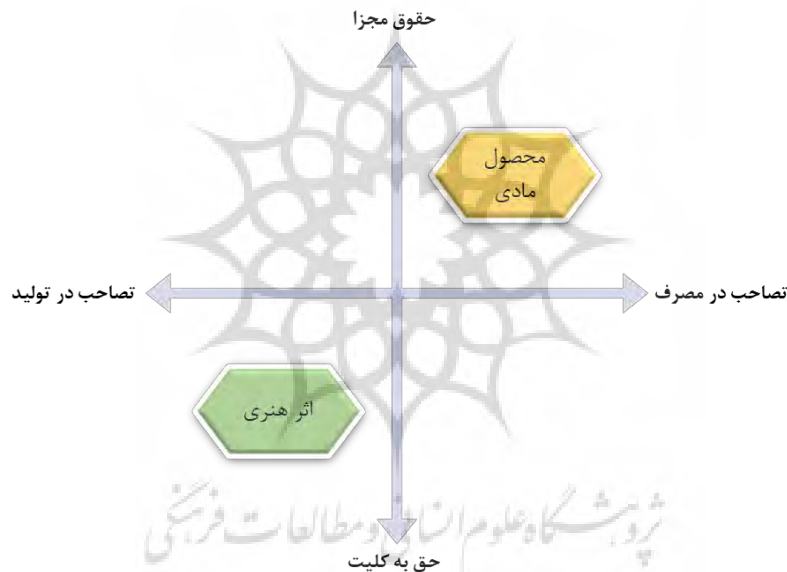 حقوق مجزا
محصول
مادی
تصاحب در مصرف
تصاحب در تولید
اثر هنری
پژوهشگاه علوم انسانی و مطالعات فرهنگی
حق به کلیت